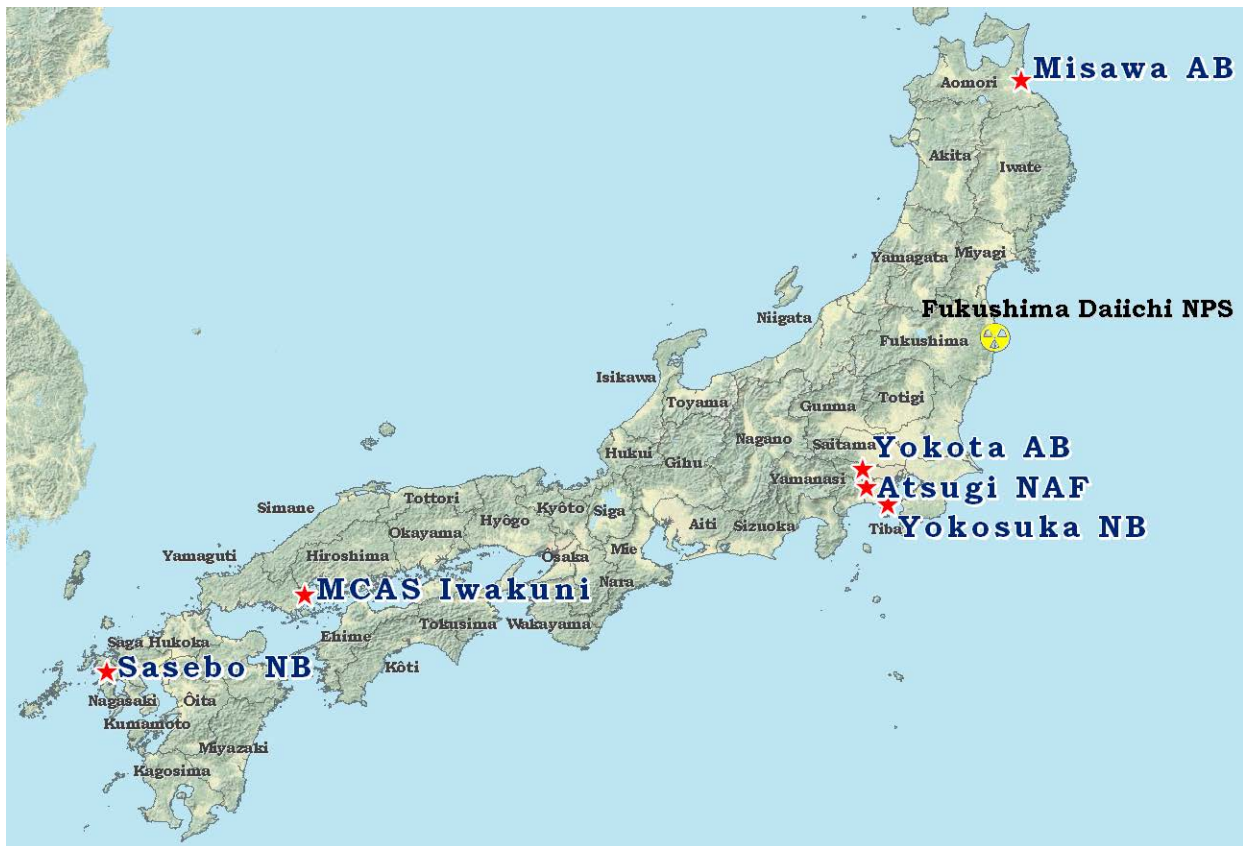 Misawa AB
Aomori
Akita
Iwate
Yamagata
Miyagi
Fukushima Daiichi NPS
Niigata
Fukushima
Isikawa
Toyama
Gunma
Totigi
Nagano
Saitama
Yokota AB
Hukui
Gihu
Yamanasi
Atsugi NAF
Simane
Tottori
Kyôto
Siga
Hyôgo
Okayama
Aiti
Sizuoka
Tiba
Yokosuka NB
Yamaguti
Hiroshima
Ôsaka
Mie
MCAS Iwakuni
Nara
Tokusima
Wakayama
Ehime
Saga
Hukoka
Sasebo NB
Kôti
Nagasaki
Ôita
Kumamoto
Miyazaki
Kagosima